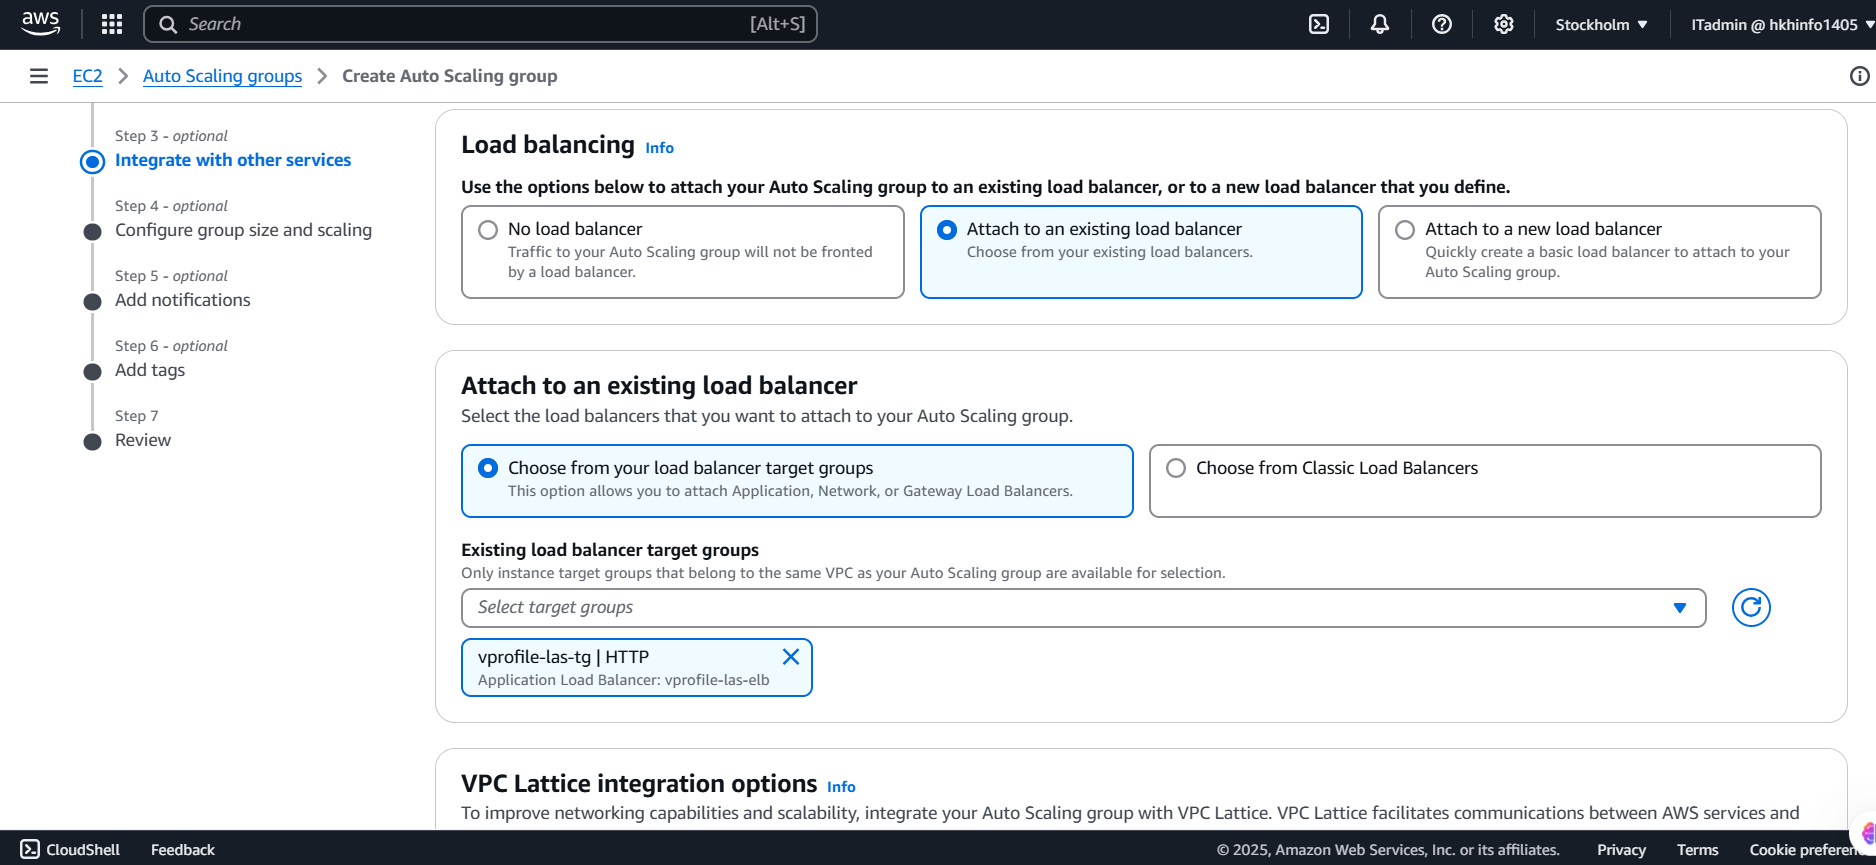 aws
Search [Alt+S]
Stockholm
ITadmin @ hkhinfo1405
EC2 Auto Scaling groups Create Auto Scaling group
Step 3 - optional
Integrate with other services
Step 4 - optional
Configure group size and scaling
Step 5 - optional
Add notifications
Step 6 - optional
Add tags
Step 7
Review
Load balancing Info
Use the options below to attach your Auto Scaling group to an existing load balancer, or to a new load balancer that you define.
No load balancer
Traffic to your Auto Scaling group will not be fronted
by a load balancer.
Attach to an existing load balancer
Choose from your existing load balancers.
Attach to a new load balancer
Quickly create a basic load balancer to attach to your
Auto Scaling group.
Attach to an existing load balancer
Select the load balancers that you want to attach to your Auto Scaling group.
Choose from your load balancer target groups
This option allows you to attach Application, Network, or Gateway Load Balancers.
Choose from Classic Load Balancers
Existing load balancer target groups
Only instance target groups that belong to the same VPC as your Auto Scaling group are available for selection.
Select target groups
vprofile-las-tg | HTTP
Application Load Balancer: vprofile-las-elb
VPC Lattice integration options Info
To improve networking capabilities and scalability, integrate your Auto Scaling group with VPC Lattice. VPC Lattice facilitates communications between AWS services and
CloudShell Feedback © 2025, Amazon Web Services, Inc. or its affiliates. Privacy Terms Cookie